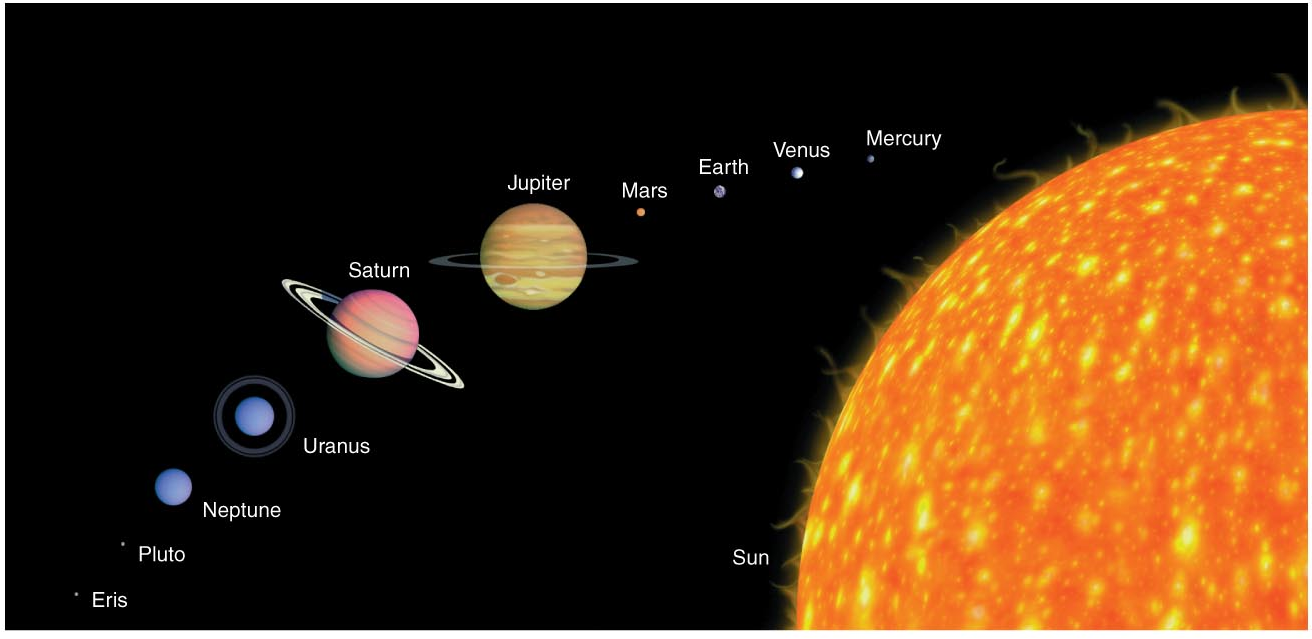 Mercury
Venus
Earth
Mars
Jupiter
Saturn
Uranus
Neptune
Pluto
Eris
Sun